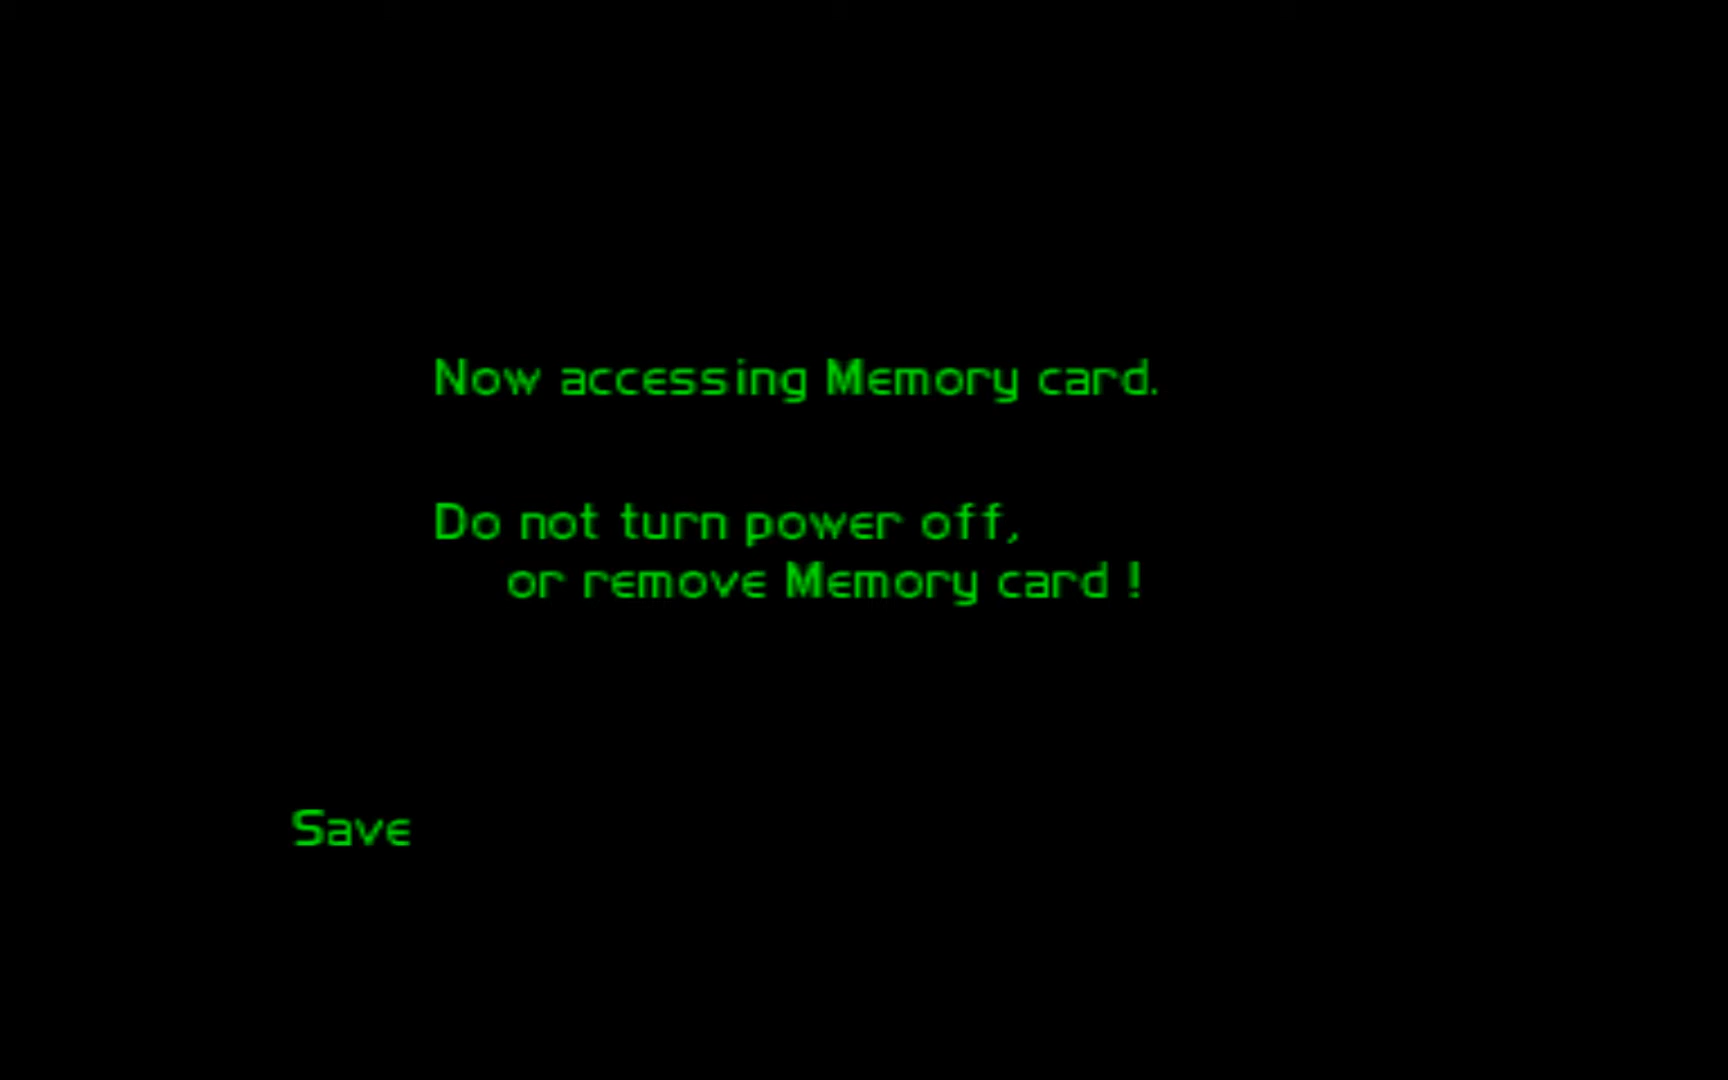 Now accessing Memory card.
Do not turn power off,
or remove Memory card !
Save